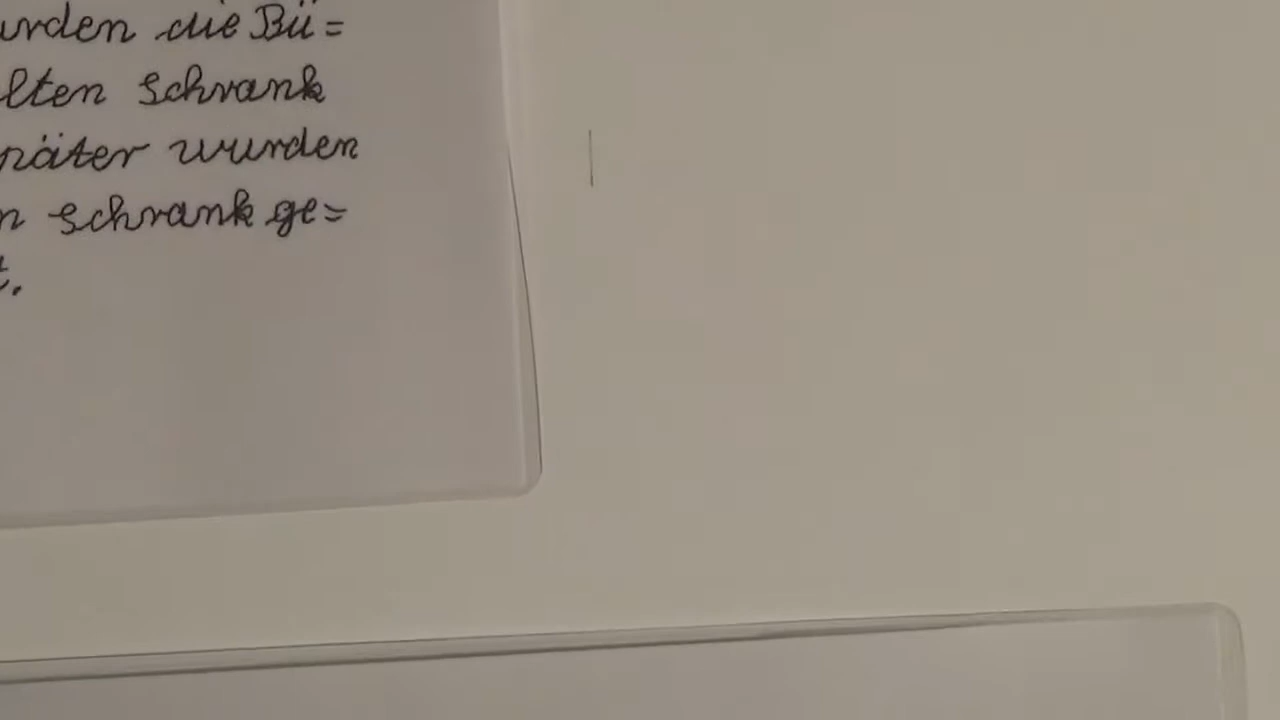 urden die Bü=
lten Schrank
päter wurden
n Schrank ge=
t.